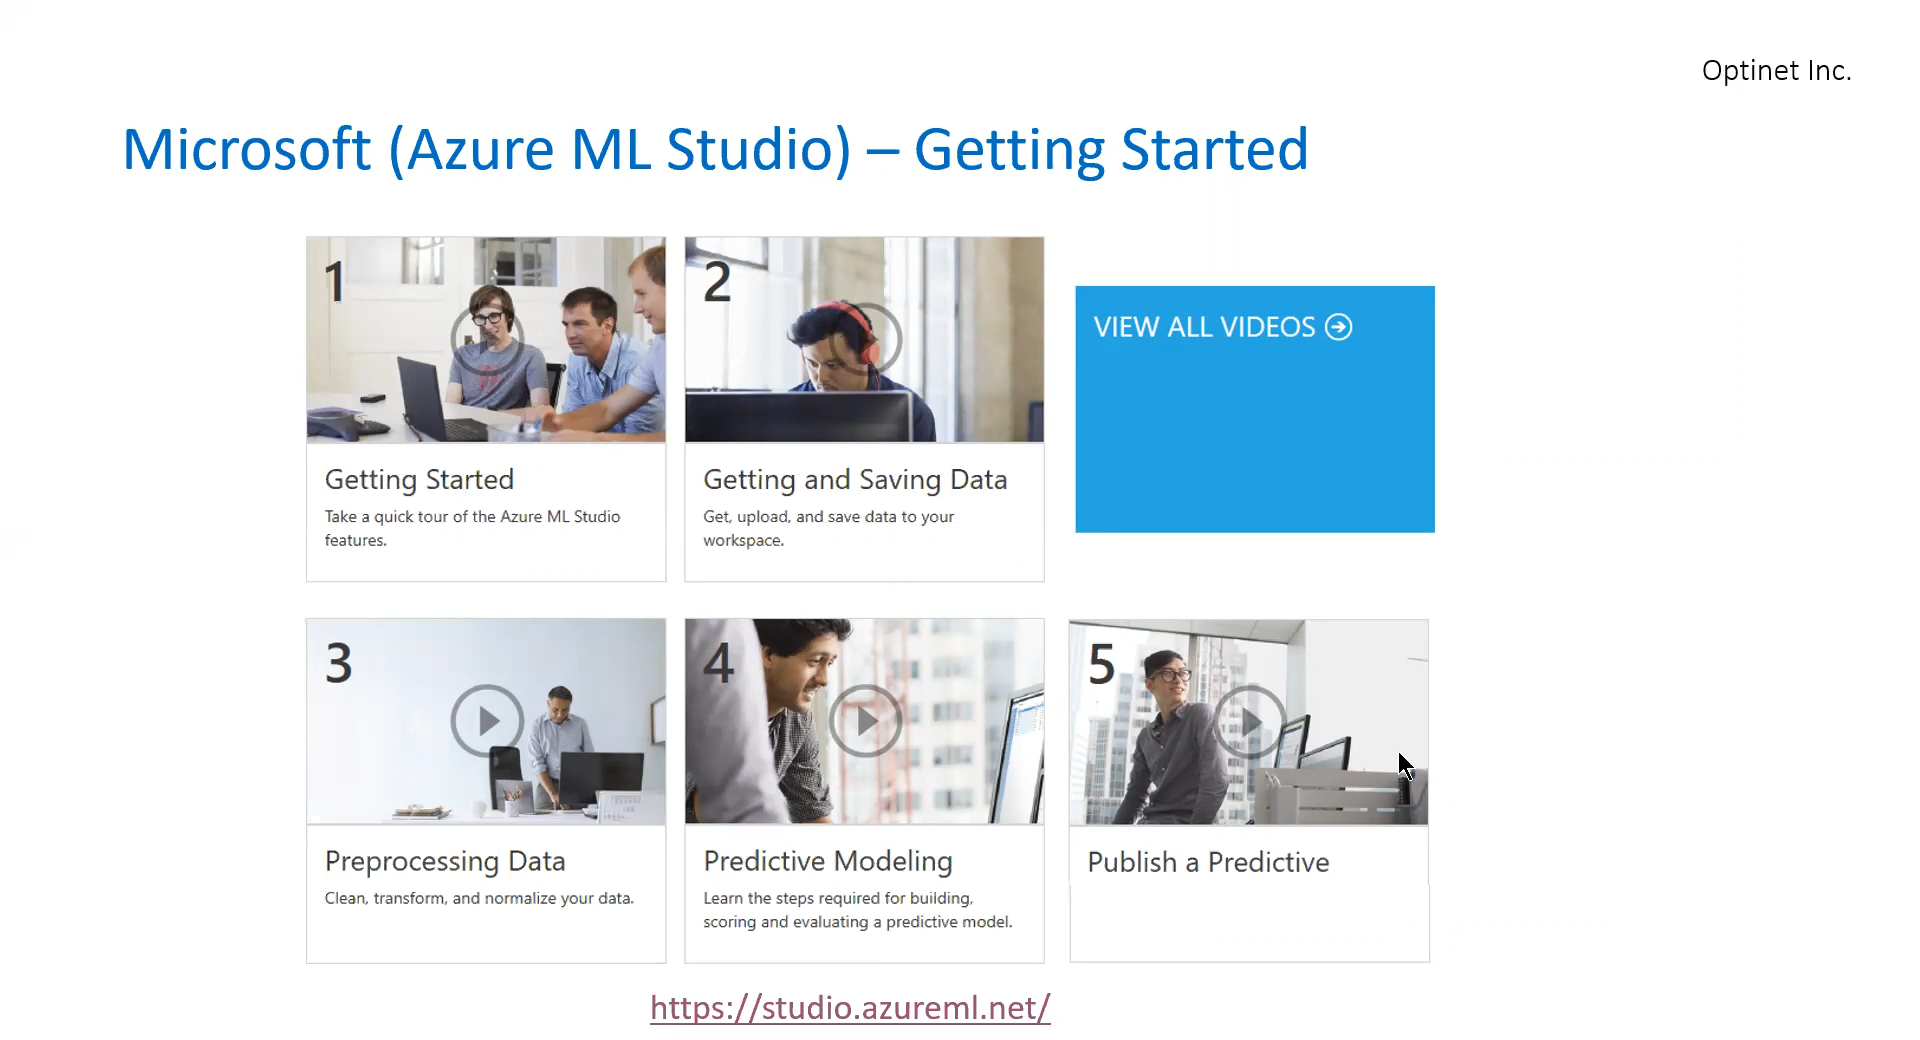 Optinet Inc.
Microsoft (Azure ML Studio) – Getting Started
1
Getting Started
Take a quick tour of the Azure ML Studio
features.
2
Getting and Saving Data
Get, upload, and save data to your
workspace.
VIEW ALL VIDEOS
3
Preprocessing Data
Clean, transform, and normalize your data.
4
Predictive Modeling
Learn the steps required for building,
scoring and evaluating a predictive model.
5
Publish a Predictive
https://studio.azureml.net/